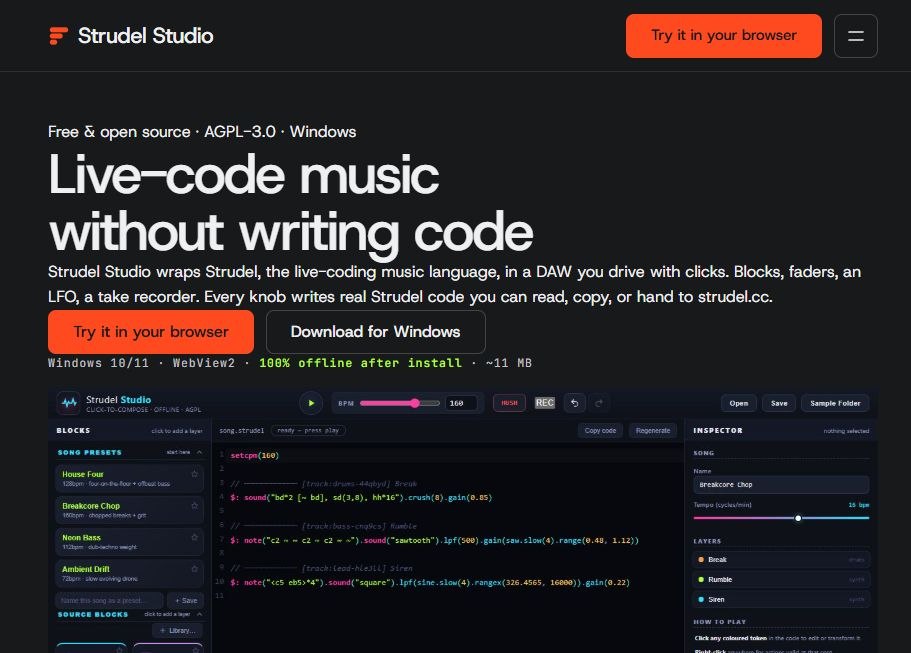 Strudel Studio
Try it in your browser
Free & open source · AGPL-3.0 · Windows
Live-code music
without writing code
Strudel Studio wraps Strudel, the live-coding music language, in a DAW you drive with clicks. Blocks, faders, an
LFO, a take recorder. Every knob writes real Strudel code you can read, copy, or hand to strudel.cc.
Try it in your browser
Download for Windows
Windows 10/11 · WebView2 · 100% offline after install · ~11 MB
Strudel Studio
CLICK-TO-COMPOSE · OFFLINE · AGPL
BPM
160
HUSH
REC
Open
Save
Sample Folder
BLOCKS
click to add a layer
SONG PRESETS
start here
House Four
128bpm · four-on-the-floor + offbeat bass
Breakcore Chop
160bpm · chopped breaks + grit
Neon Bass
112bpm · dub-techno weight
Ambient Drift
72bpm · slow evolving drone
Name this song as a preset...
+ Save
SOURCE BLOCKS
click to add a layer
+ Library...
song.strudel
ready — press play
Copy code
Regenerate
1 setcpm(160)
2
3 // ———————— [track:drums-44qbyd] Break
4 $: sound("bd*2 [~ bd], sd(3,8), hh*16").crush(8).gain(0.85)
5
6 // ———————— [track:bass-cnq9cs] Rumble
7 $: note("c2 ~ ~ c2 ~ c2 ~ ~").sound("sawtooth").lpf(500).gain(saw.slow(4).range(0.48, 1.12))
8
9 // ———————— [track:lead-hle3ll] Siren
10 $: note("<c5 eb5>*4").sound("square").lpf(sine.slow(4).rangex(326.4565, 16000)).gain(0.22)
11
INSPECTOR
nothing selected
SONG
Name
Breakcore Chop
Tempo (cycles/min)
LAYERS
Break
drums
Rumble
synth
Siren
synth
HOW TO PLAY
Click any coloured token in the code to edit or transform it.